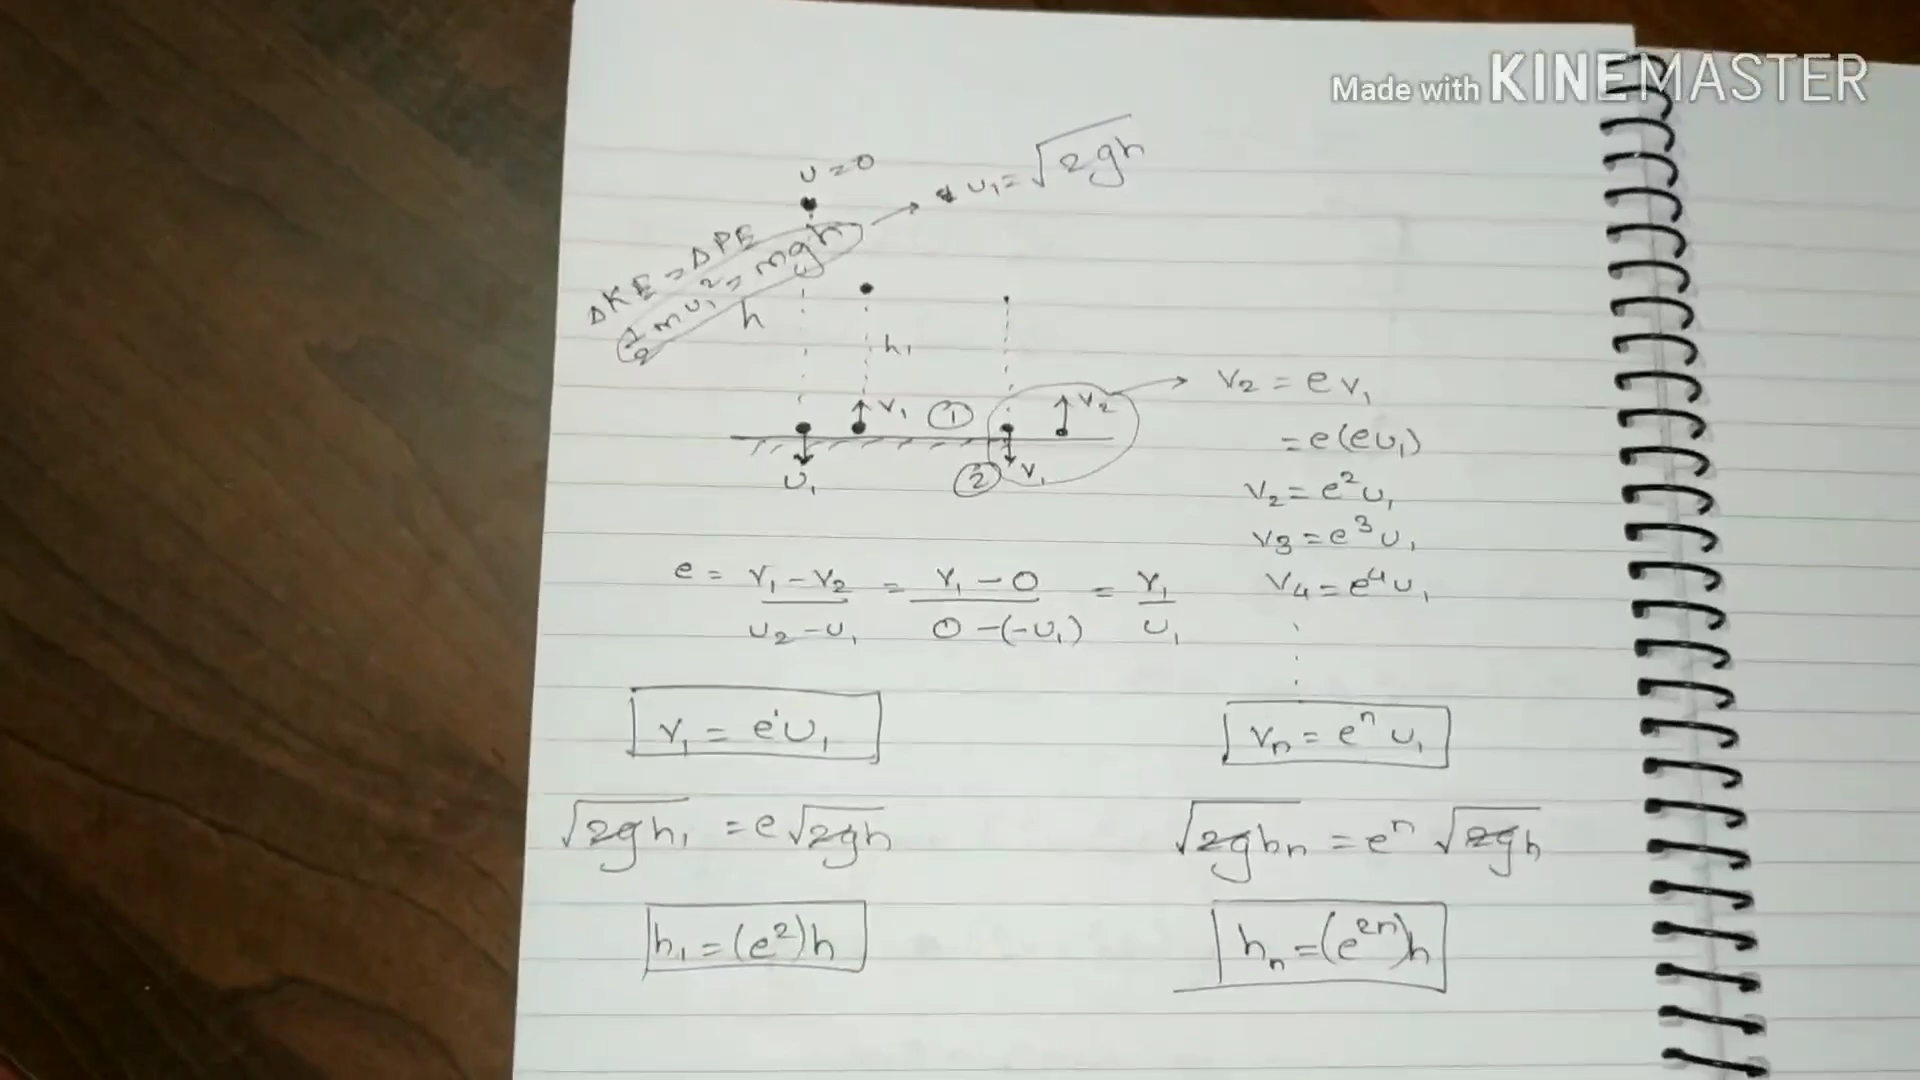 Made with KINEMASTER
u=0
u₁=√2gh
ΔKE=ΔPE
½mu₁²=mgh
h
h₁
v₁ ① v₂
u₁ ② v₁
v₂ = ev₁
= e(eu₁)
v₂ = e²u₁
v₃ = e³u₁
v₄ = e⁴u₁
e = v₁-v₂/u₂-u₁ = v₁-0/0-(-u₁) = v₁/u₁
v₁ = e¹u₁
vₙ = eⁿu₁
√2gh₁ = e√2gh
√2ghₙ = eⁿ√2gh
h₁=(e²)h
hₙ=(e²ⁿ)h